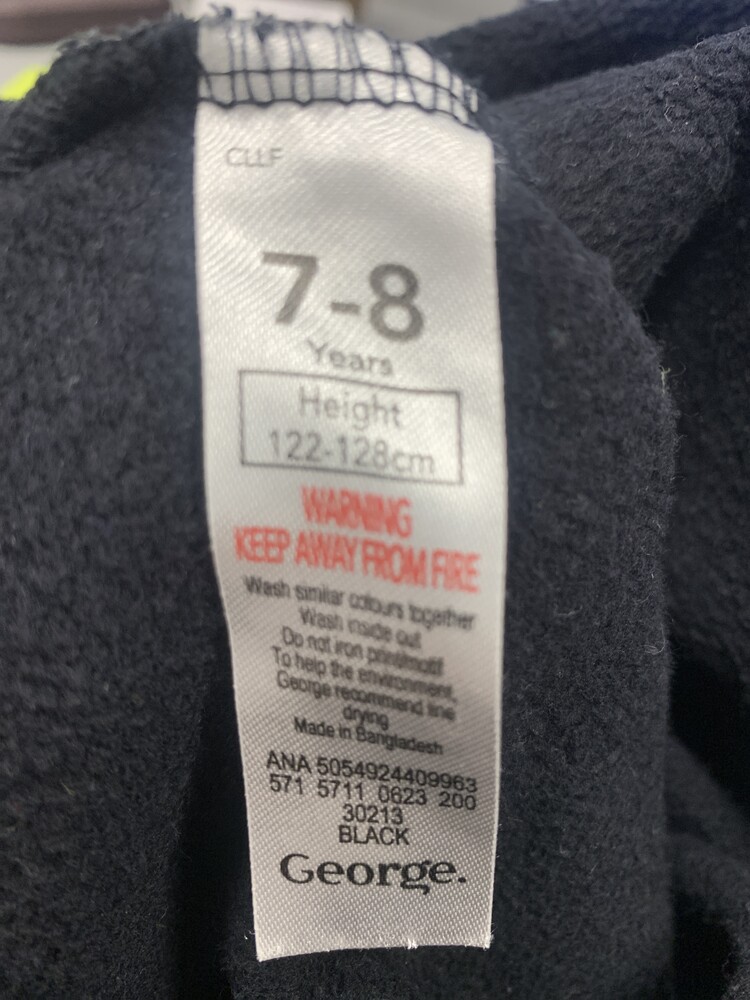 CLLF
7-8
Years
Height
122-128cm
WARNING
KEEP AWAY FROM FIRE
Wash similar colours together
Wash inside out
Do not iron print/motif
To help the environment,
George recommend line
drying
Made in Bangladesh
ANA 5054924409963
571 5711 0623 200
30213
BLACK
George.